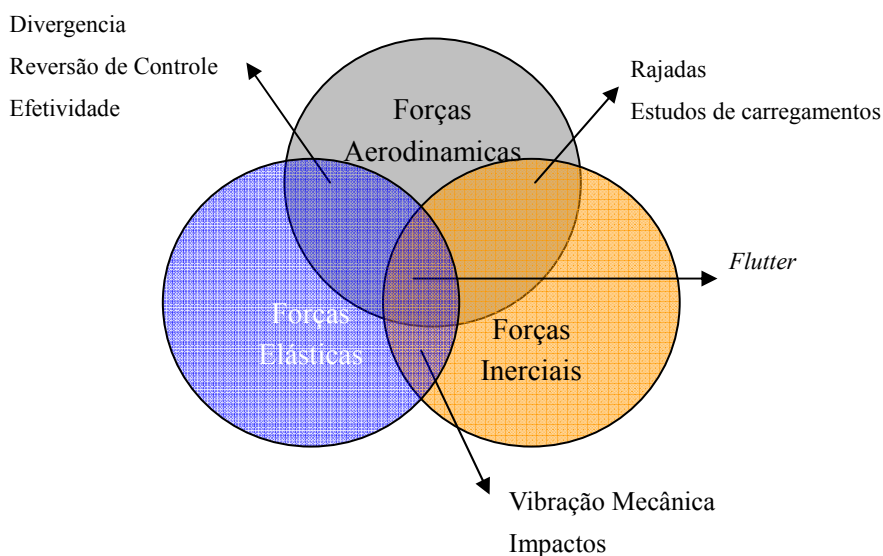 Divergencia
Reversão de Controle
Efetividade
Rajadas
Estudos de carregamentos
Forças
Aerodinamicas
Flutter
Forças
Elásticas
Forças
Inerciais
Vibração Mecânica
Impactos